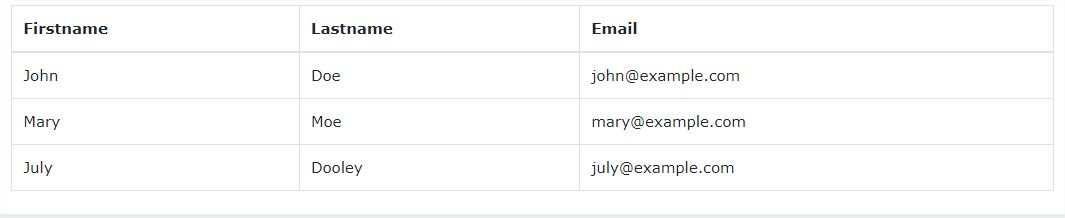 Firstname Lastname Email
John Doe john@example.com
Mary Moe mary@example.com
July Dooley july@example.com